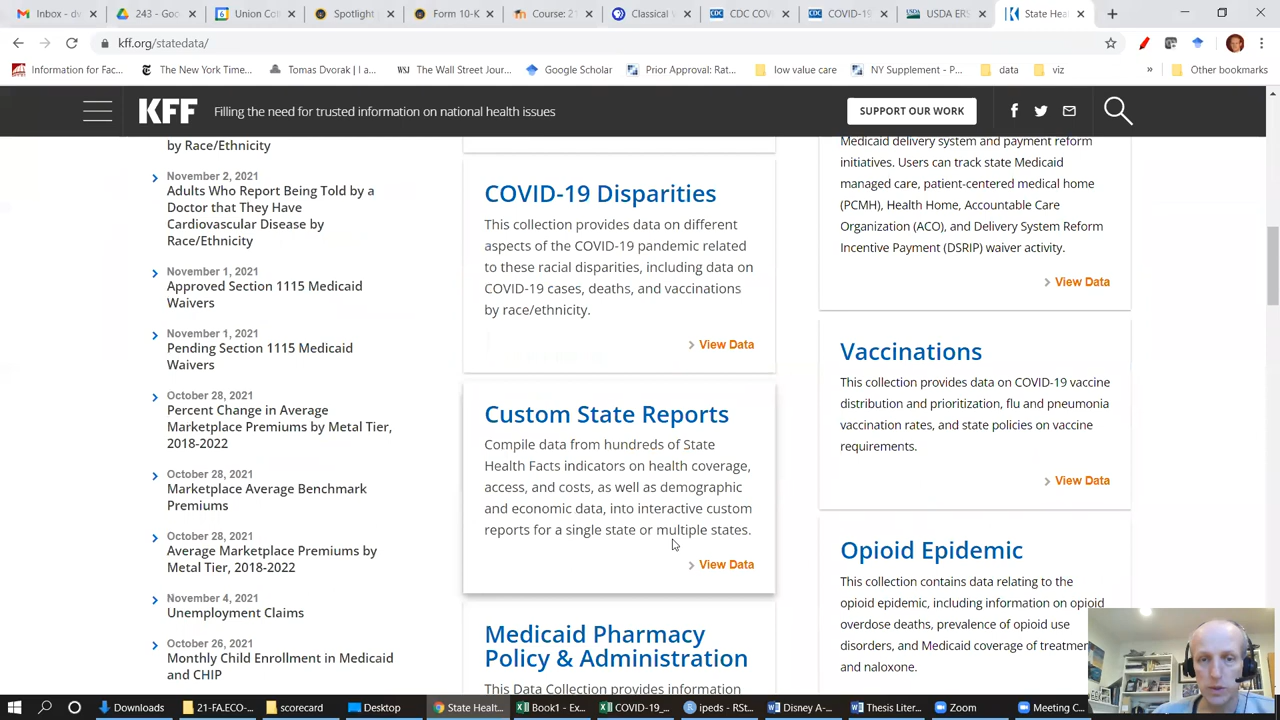 Inbox - dv
243 - Goo
Union Col
Spotlight
Form 10-K
Course: 21
Classical V
CDC COV
COVID-19
USDA ERS
State Heal
kff.org/statedata/
Information for Fac...
The New York Time...
Tomas Dvorak | I a...
WSJ The Wall Street Jour...
Google Scholar
Prior Approval: Rat...
low value care
NY Supplement - P...
data
viz
»
Other bookmarks
KFF Filling the need for trusted information on national health issues
SUPPORT OUR WORK
by Race/Ethnicity
November 2, 2021
Adults Who Report Being Told by a
Doctor that They Have
Cardiovascular Disease by
Race/Ethnicity
November 1, 2021
Approved Section 1115 Medicaid
Waivers
November 1, 2021
Pending Section 1115 Medicaid
Waivers
October 28, 2021
Percent Change in Average
Marketplace Premiums by Metal Tier,
2018-2022
October 28, 2021
Marketplace Average Benchmark
Premiums
October 28, 2021
Average Marketplace Premiums by
Metal Tier, 2018-2022
November 4, 2021
Unemployment Claims
October 26, 2021
Monthly Child Enrollment in Medicaid
and CHIP
COVID-19 Disparities
This collection provides data on different
aspects of the COVID-19 pandemic related
to these racial disparities, including data on
COVID-19 cases, deaths, and vaccinations
by race/ethnicity.
View Data
Custom State Reports
Compile data from hundreds of State
Health Facts indicators on health coverage,
access, and costs, as well as demographic
and economic data, into interactive custom
reports for a single state or multiple states.
View Data
Medicaid Pharmacy
Policy & Administration
This Data Collection provides information
Medicaid delivery system and payment reform
initiatives. Users can track state Medicaid
managed care, patient-centered medical home
(PCMH), Health Home, Accountable Care
Organization (ACO), and Delivery System Reform
Incentive Payment (DSRIP) waiver activity.
View Data
Vaccinations
This collection provides data on COVID-19 vaccine
distribution and prioritization, flu and pneumonia
vaccination rates, and state policies on vaccine
requirements.
View Data
Opioid Epidemic
This collection contains data relating to the
opioid epidemic, including information on opioid
overdose deaths, prevalence of opioid use
disorders, and Medicaid coverage of treatmen
and naloxone.
Downloads
21-FA.ECO-
scorecard
Desktop
State Healt...
Book1 - Ex...
COVID-19_...
ipeds - RSt...
Disney A-...
Thesis Liter...
Zoom
Meeting C...